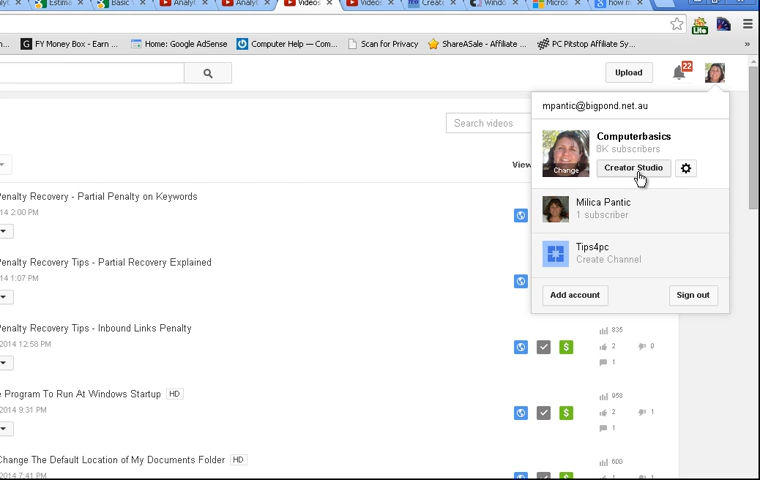 Analyt
Estima
Basic
Analyt
Analyt
Videos
Videos
Create
Windo
Micros
how m
Lite
FY Money Box - Earn ...
Home: Google AdSense
Computer Help — Com...
Scan for Privacy
ShareASale - Affiliate ...
PC Pitstop Affiliate Sy...
Upload
22
mpantic@bigpond.net.au
Computerbasics
8K subscribers
Change
Creator Studio
Milica Pantic
1 subscriber
Tips4pc
Create Channel
Add account
Sign out
Search videos
View
Penalty Recovery - Partial Penalty on Keywords
14 2:00 PM
Penalty Recovery Tips - Partial Recovery Explained
14 1:07 PM
Penalty Recovery Tips - Inbound Links Penalty
2014 12:58 PM
$
835
2 0
1
e Program To Run At Windows Startup HD
2014 9:31 PM
$
958
2 1
1
Change The Default Location of My Documents Folder HD
2014 7:41 PM
$
600